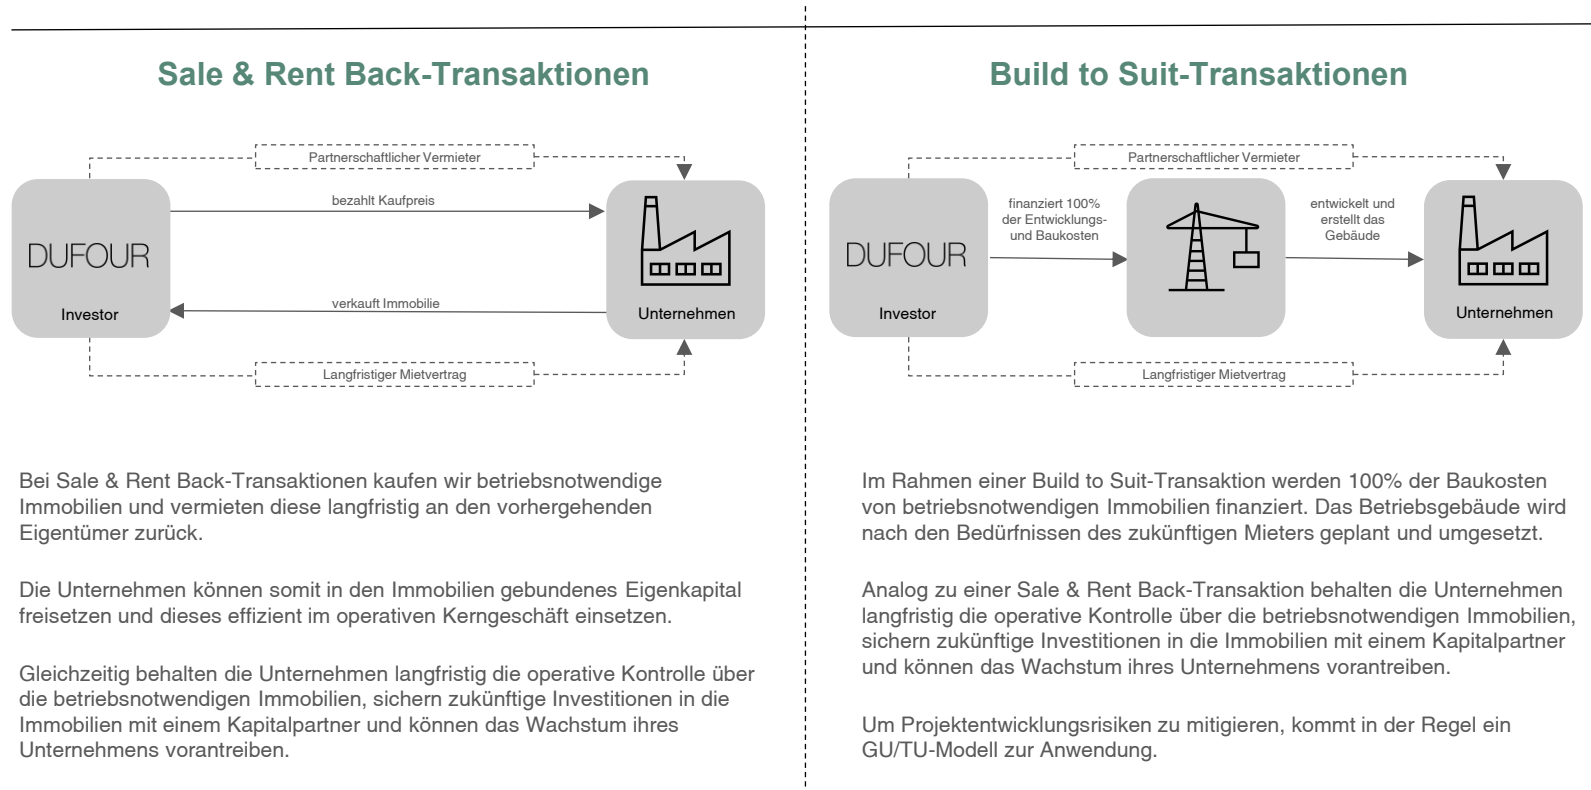 Sale & Rent Back-Transaktionen
Partnerschaftlicher Vermieter
bezahlt Kaufpreis
DUFOUR
Investor
verkauft Immobilie
Unternehmen
Langfristiger Mietvertrag
Bei Sale & Rent Back-Transaktionen kaufen wir betriebsnotwendige
Immobilien und vermieten diese langfristig an den vorhergehenden
Eigentümer zurück.
Die Unternehmen können somit in den Immobilien gebundenes Eigenkapital
freisetzen und dieses effizient im operativen Kerngeschäft einsetzen.
Gleichzeitig behalten die Unternehmen langfristig die operative Kontrolle über
die betriebsnotwendigen Immobilien, sichern zukünftige Investitionen in die
Immobilien mit einem Kapitalpartner und können das Wachstum ihres
Unternehmens vorantreiben.
Build to Suit-Transaktionen
Partnerschaftlicher Vermieter
DUFOUR
Investor
finanziert 100%
der Entwicklungs-
und Baukosten
entwickelt und
erstellt das
Gebäude
Unternehmen
Langfristiger Mietvertrag
Im Rahmen einer Build to Suit-Transaktion werden 100% der Baukosten
von betriebsnotwendigen Immobilien finanziert. Das Betriebsgebäude wird
nach den Bedürfnissen des zukünftigen Mieters geplant und umgesetzt.
Analog zu einer Sale & Rent Back-Transaktion behalten die Unternehmen
langfristig die operative Kontrolle über die betriebsnotwendigen Immobilien,
sichern zukünftige Investitionen in die Immobilien mit einem Kapitalpartner
und können das Wachstum ihres Unternehmens vorantreiben.
Um Projektentwicklungsrisiken zu mitigieren, kommt in der Regel ein
GU/TU-Modell zur Anwendung.